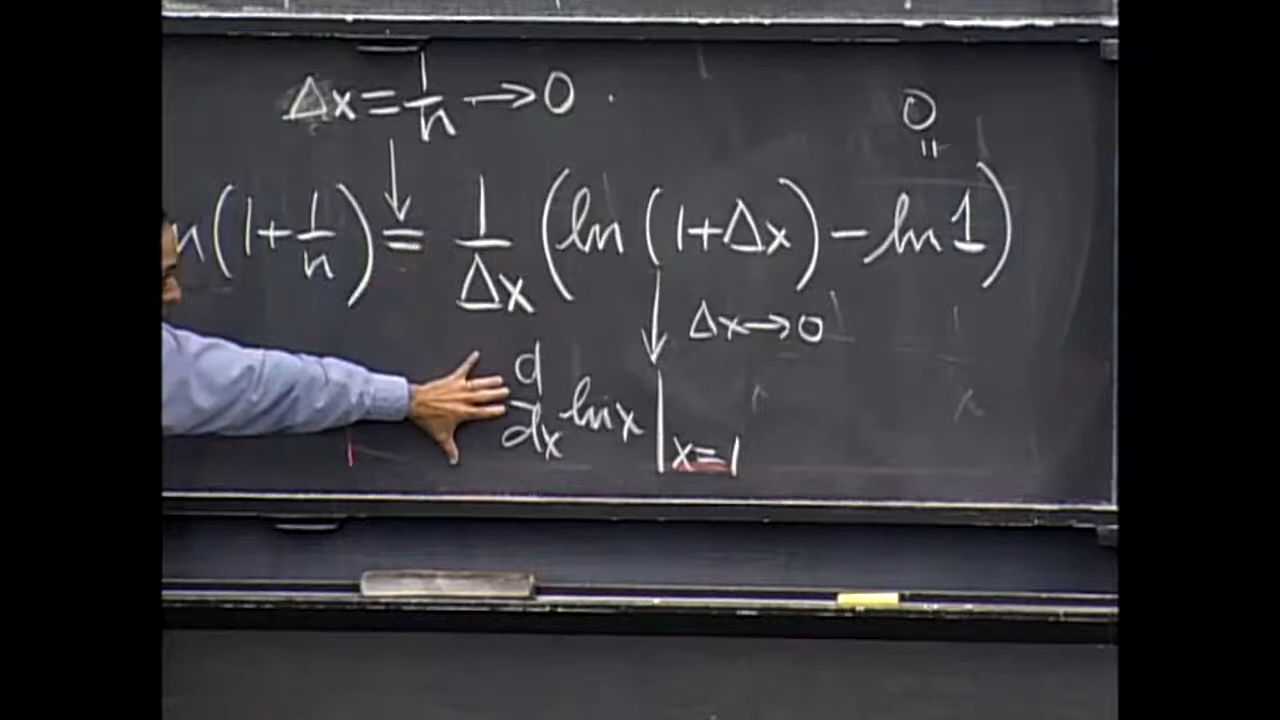 Δx = 1/n → 0 .
0
"
n(1 + 1/n) = 1/Δx (ln (1 + Δx) − ln 1)
↓ Δx → 0
d/dx ln x |x=1